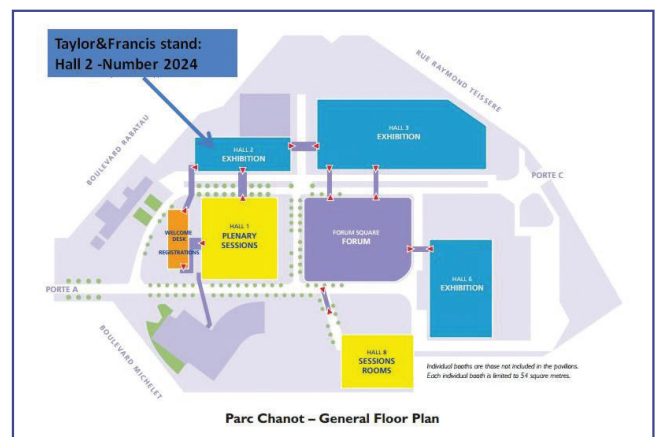 Taylor&Francis stand:
Hall 2 -Number 2024
RUE RAYMOND TEISSÈRE
HALL 3
EXHIBITION
BOULEVARD RABATAU
HALL 2
EXHIBITION
PORTE C
WELCOME
DESK
REGISTRATIONS
HALL 1
PLENARY
SESSIONS
FORUM SQUARE
FORUM
HALL 6
EXHIBITION
PORTE A
BOULEVARD MICHELET
HALL 8
SESSIONS
ROOMS
Individual booths are those not included in the pavilions.
Each individual booth is limited to 54 square metres.
Parc Chanot – General Floor Plan